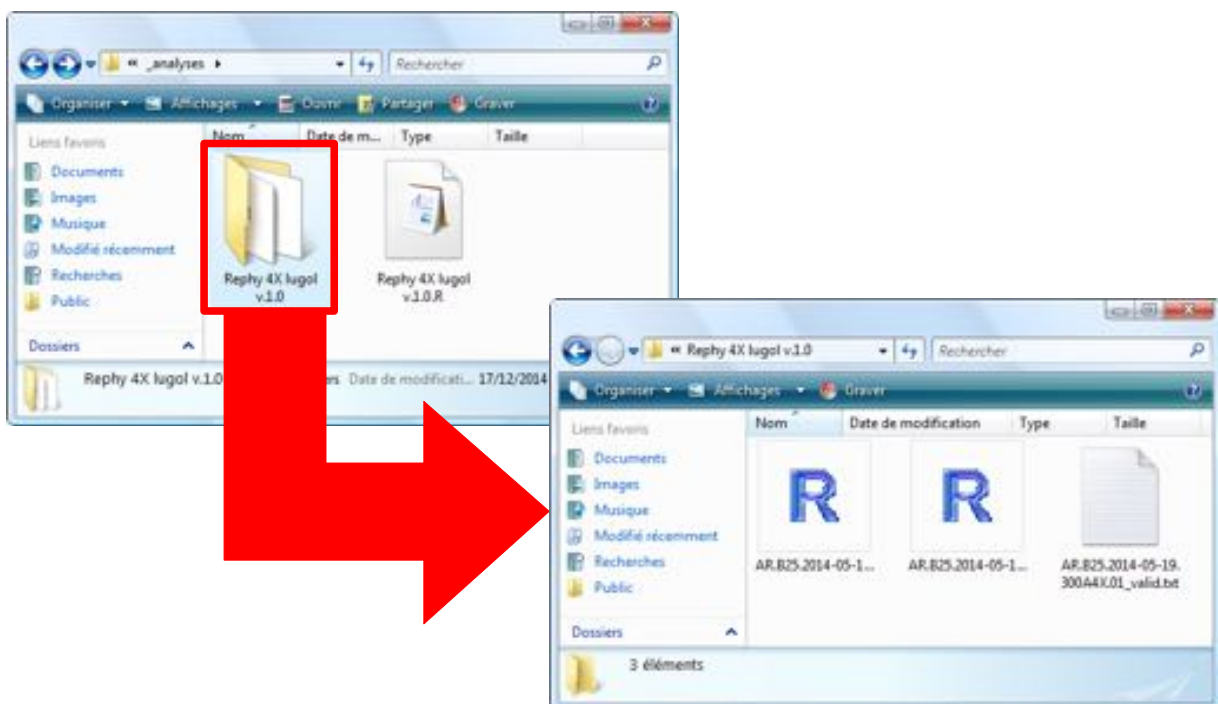 « _analyses ▸
Rechercher
Organiser Affichages Ouvrir Partager Graver
Liens favoris
Nom Date de m... Type Taille
Documents
Images
Musique
Modifié récemment
Recherches
Public
Rephy 4X lugol
v.1.0
Rephy 4X lugol
v.1.0.R
Dossiers
Rephy 4X lugol v.1.0
Date de modificati... 17/12/2014
« Rephy 4X lugol v.1.0
Rechercher
Organiser Affichages Graver
Liens favoris
Nom Date de modification Type Taille
Documents
Images
Musique
Modifié récemment
Recherches
Public
R
R
AR.B25.2014-05-1...
AR.B25.2014-05-1...
AR.B25.2014-05-19.
300A4X.01_valid.txt
Dossiers
3 éléments